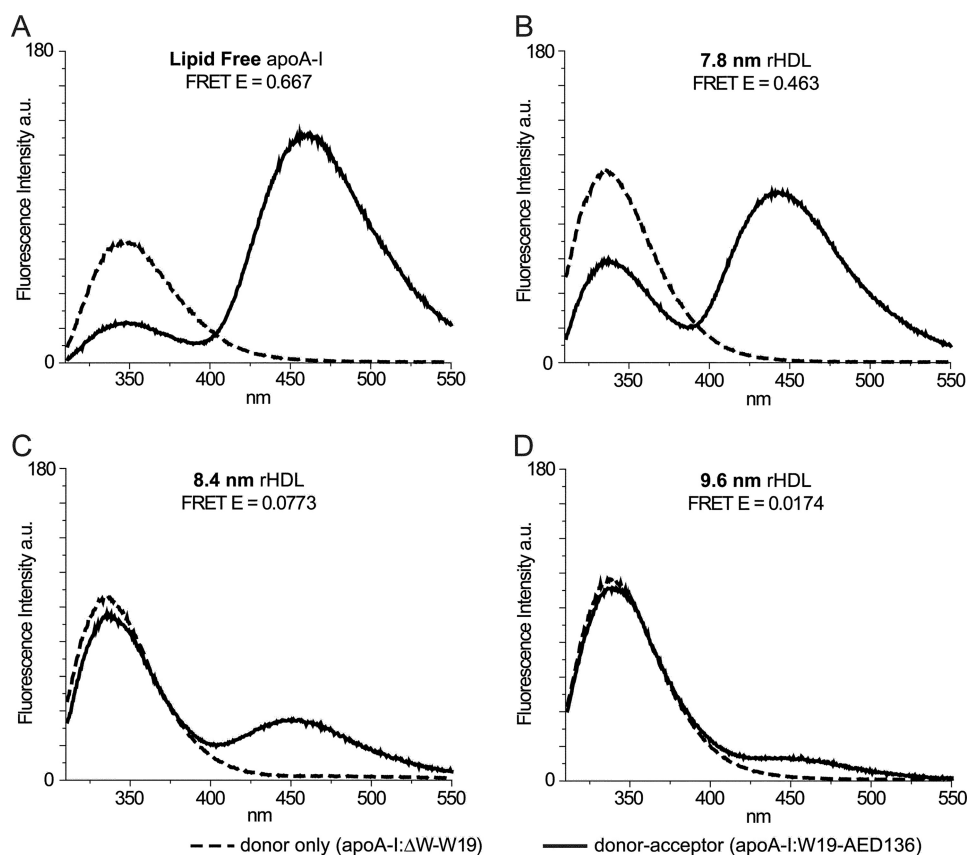 A
180
Lipid Free apoA-I
FRET E = 0.667
Fluorescence Intensity a.u.
0
350
400
450
500
550
nm
B
180
7.8 nm rHDL
FRET E = 0.463
Fluorescence Intensity a.u.
0
350
400
450
500
550
nm
C
180
8.4 nm rHDL
FRET E = 0.0773
Fluorescence Intensity a.u.
0
350
400
450
500
550
nm
D
180
9.6 nm rHDL
FRET E = 0.0174
Fluorescence Intensity a.u.
0
350
400
450
500
550
nm
donor only (apoA-I:ΔW-W19)
donor-acceptor (apoA-I:W19-AED136)